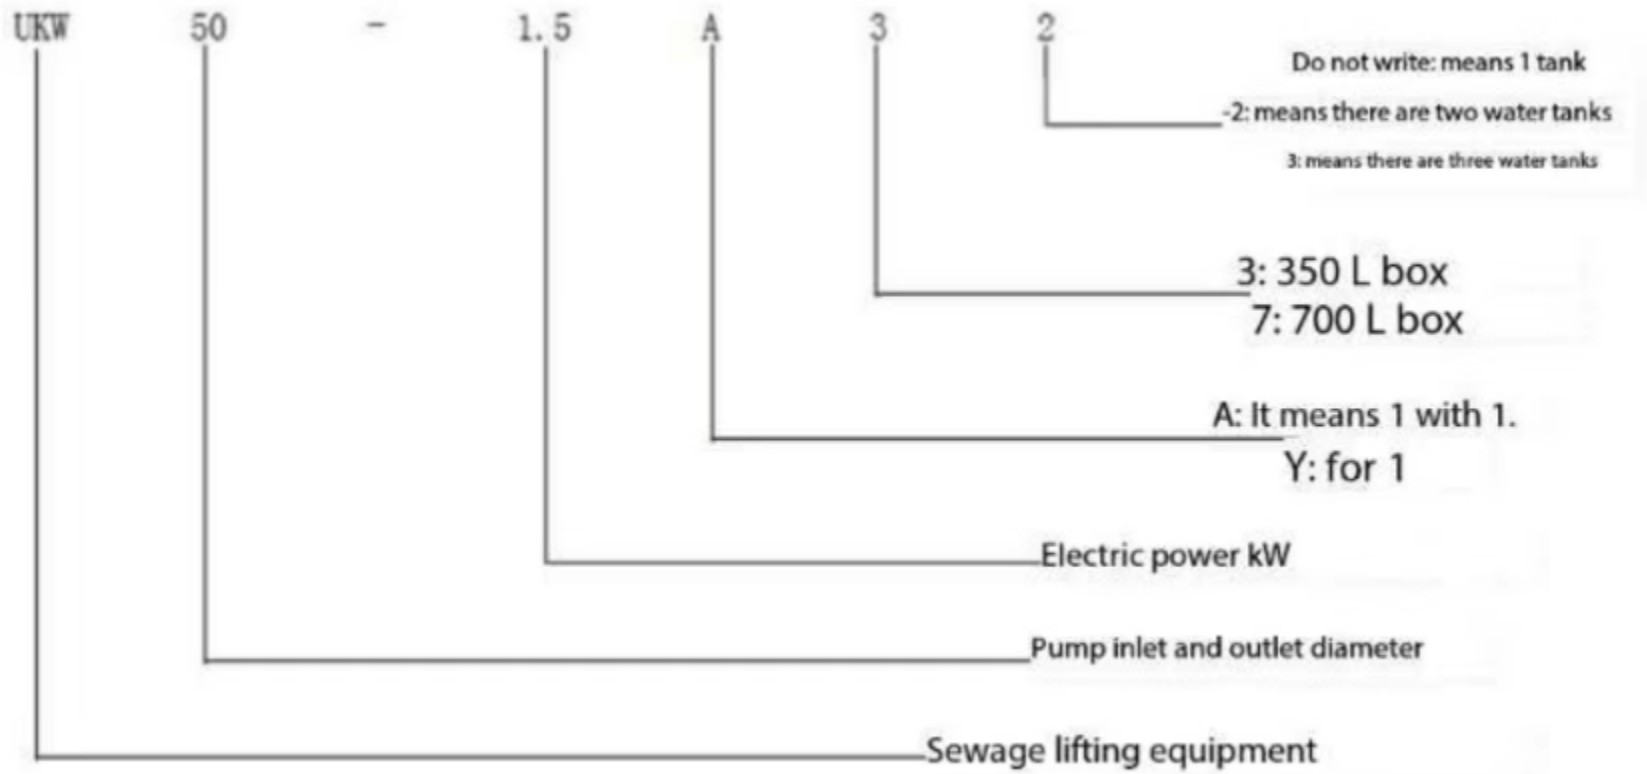 UKW 50 - 1.5 A 3 2
Do not write: means 1 tank
-2: means there are two water tanks
3: means there are three water tanks
3: 350 L box
7: 700 L box
A: It means 1 with 1.
Y: for 1
Electric power kW
Pump inlet and outlet diameter
Sewage lifting equipment